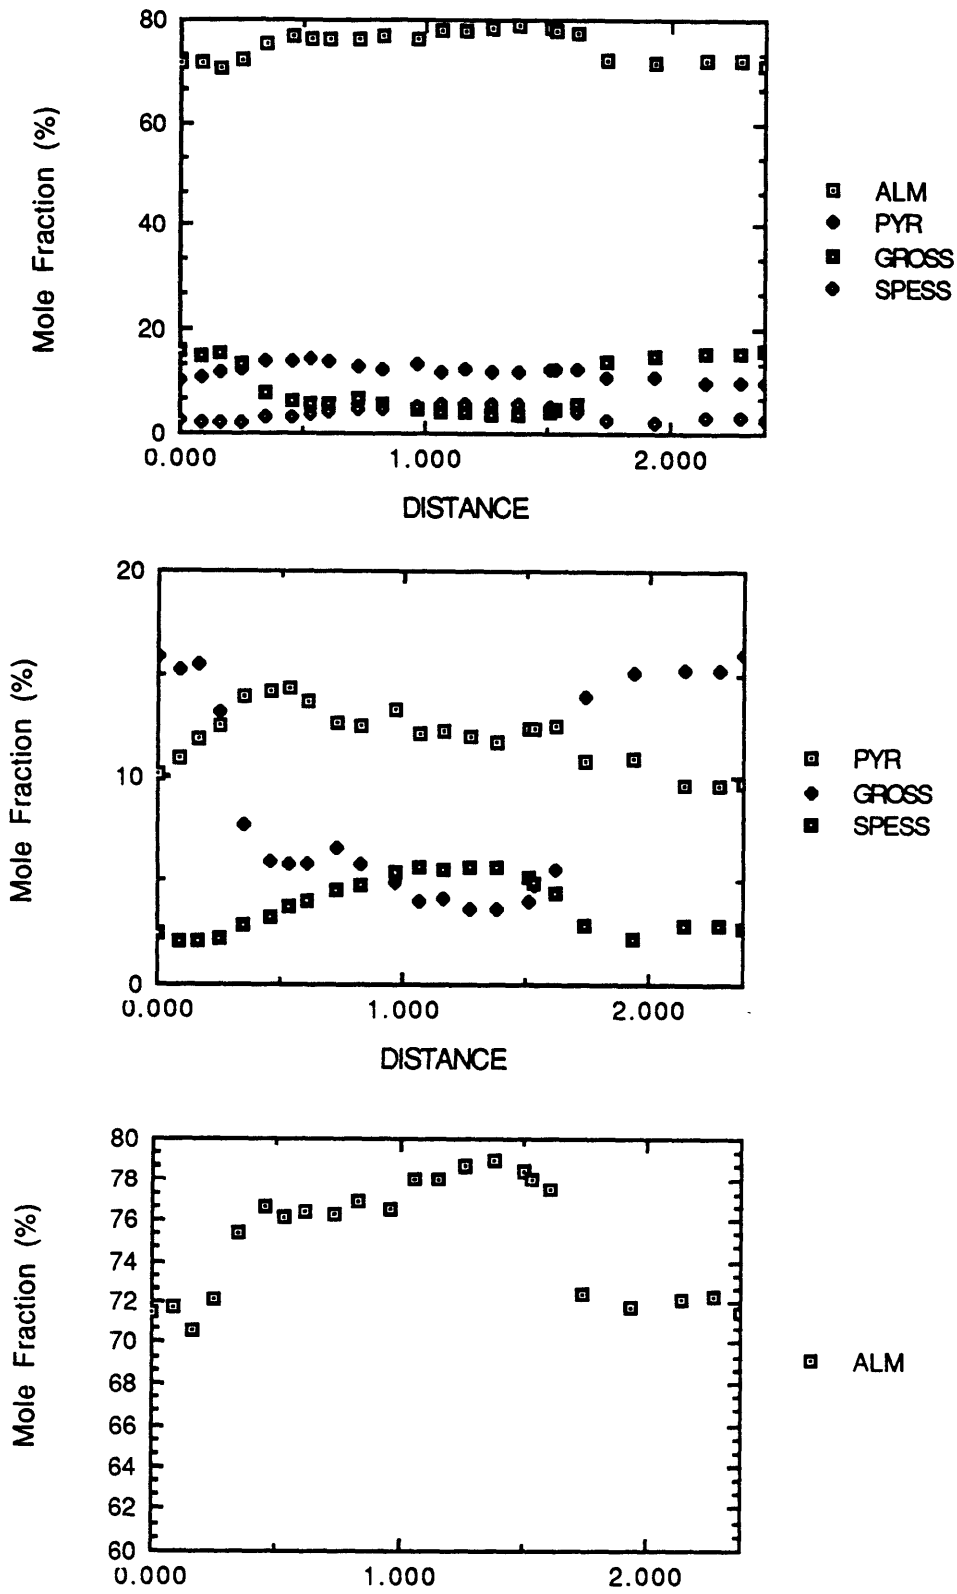 80
60
40
20
0
Mole Fraction (%)
0.000 1.000 2.000
DISTANCE
ALM
PYR
GROSS
SPESS
20
10
0
Mole Fraction (%)
0.000 1.000 2.000
DISTANCE
PYR
GROSS
SPESS
80
78
76
74
72
70
68
66
64
62
60
Mole Fraction (%)
0.000 1.000 2.000
ALM